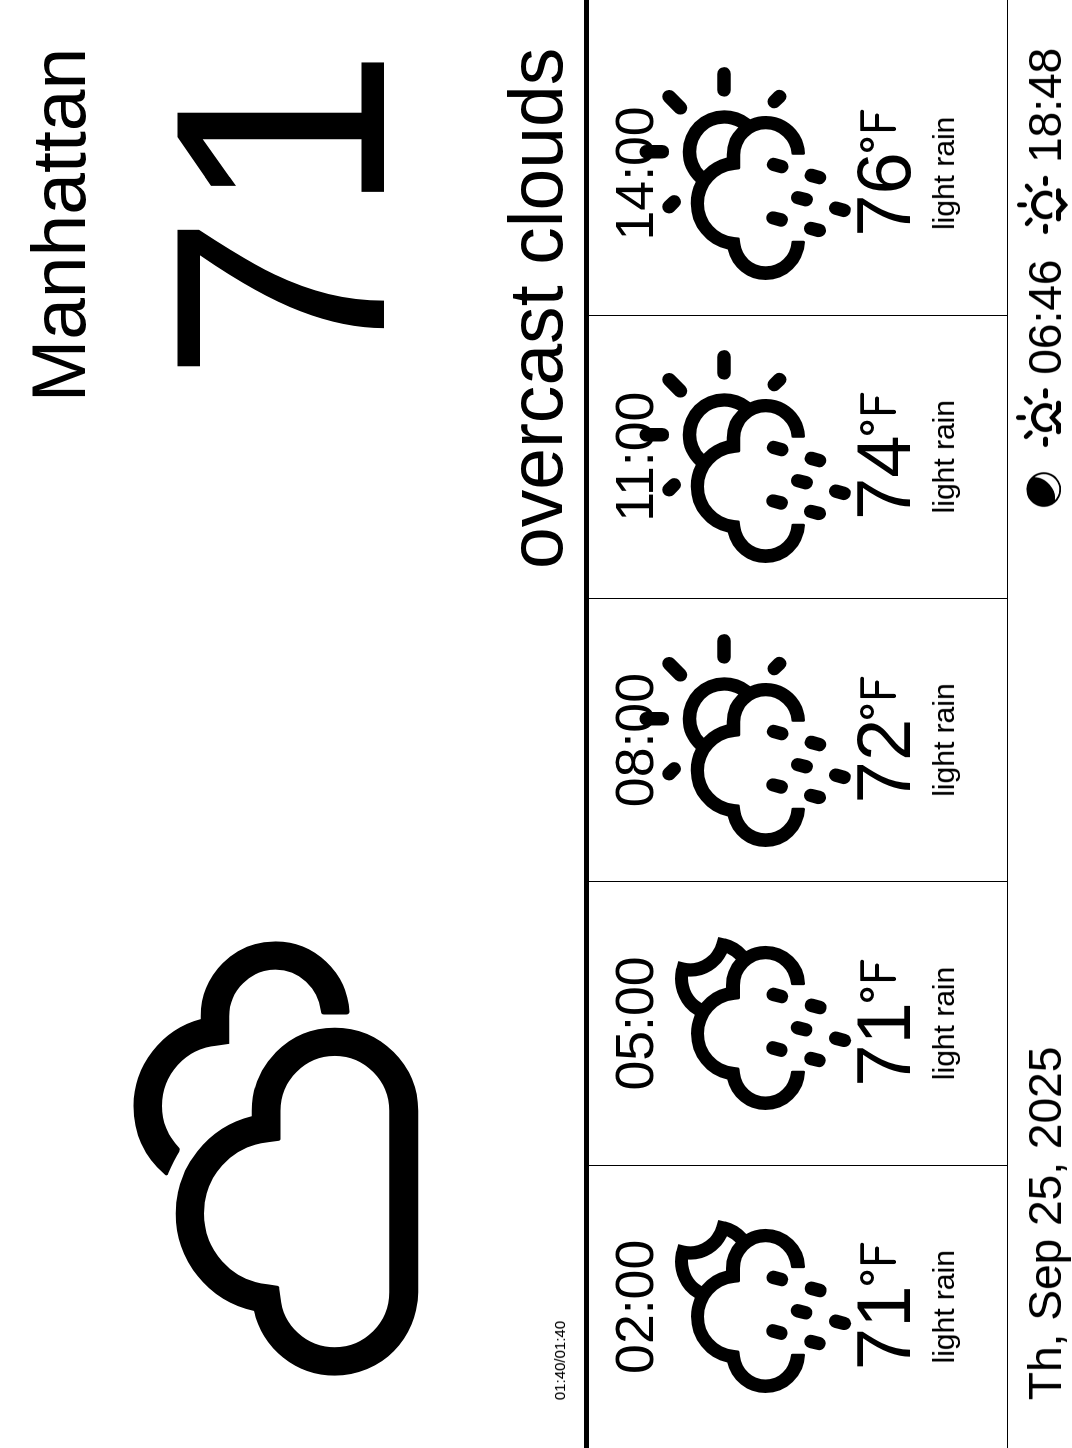 Manhattan
71
overcast clouds
01:40/01:40
02:00
71°F
light rain
05:00
71°F
light rain
08:00
72°F
light rain
11:00
74°F
light rain
14:00
76°F
light rain
Th, Sep 25, 2025
06:46
18:48